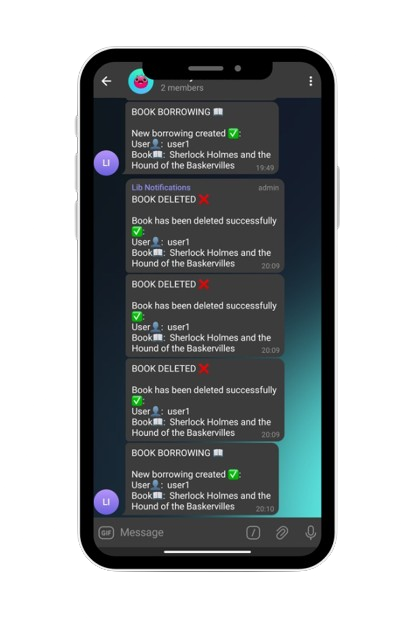 2 members
BOOK BORROWING 📖
New borrowing created ✅:
User👤: user1
Book📖: Sherlock Holmes and the
Hound of the Baskervilles
19:49
LI
Lib Notifications admin
BOOK DELETED ❌
Book has been deleted successfully
✅:
User👤: user1
Book📖: Sherlock Holmes and the
Hound of the Baskervilles
20:09
BOOK DELETED ❌
Book has been deleted successfully
✅:
User👤: user1
Book📖: Sherlock Holmes and the
Hound of the Baskervilles
20:09
BOOK DELETED ❌
Book has been deleted successfully
✅:
User👤: user1
Book📖: Sherlock Holmes and the
Hound of the Baskervilles
20:09
BOOK BORROWING 📖
New borrowing created ✅:
User👤: user1
Book📖: Sherlock Holmes and the
Hound of the Baskervilles
20:10
LI
GIF Message /